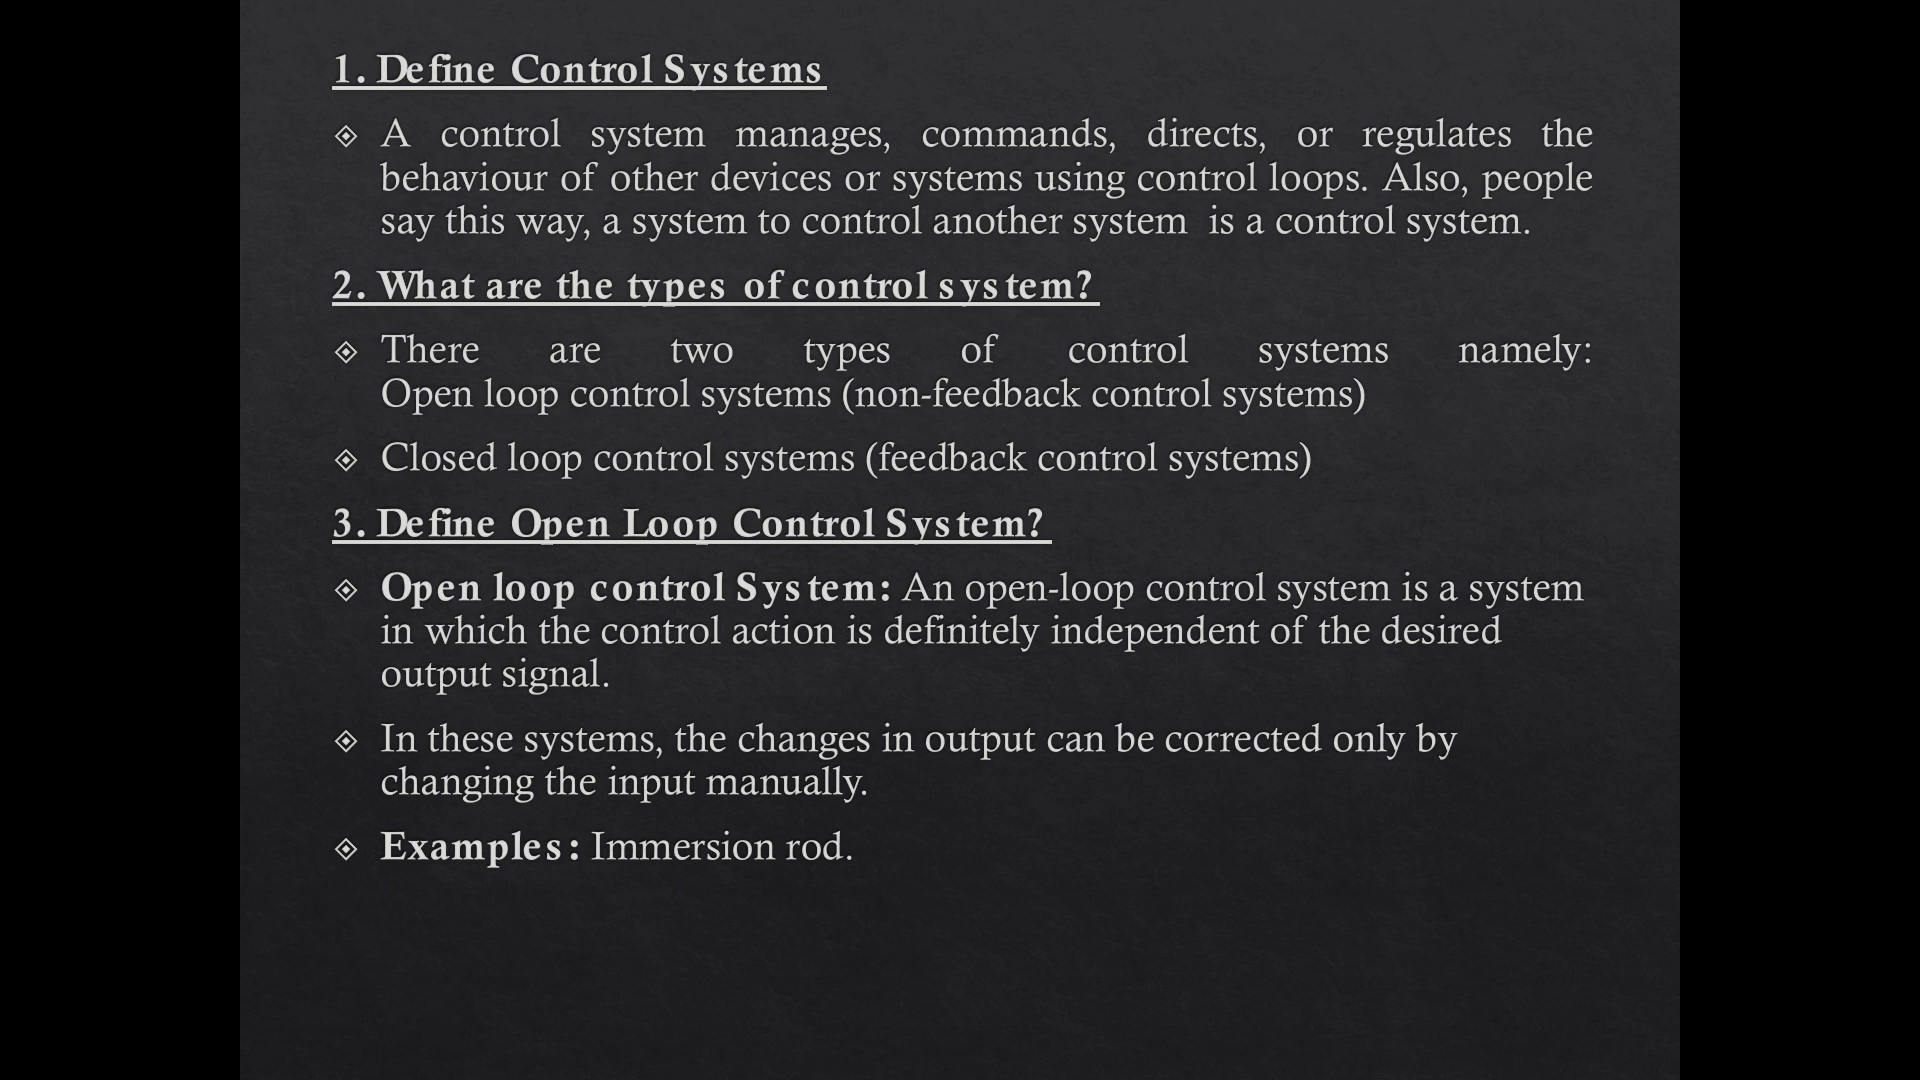 1. Define Control Systems
A control system manages, commands, directs, or regulates the
behaviour of other devices or systems using control loops. Also, people
say this way, a system to control another system  is a control system.
2. What are the types of control system?
There are two types of control systems namely:
Open loop control systems (non-feedback control systems)
Closed loop control systems (feedback control systems)
3. Define Open Loop Control System?
Open loop control System: An open-loop control system is a system
in which the control action is definitely independent of the desired
output signal.
In these systems, the changes in output can be corrected only by
changing the input manually.
Examples: Immersion rod.